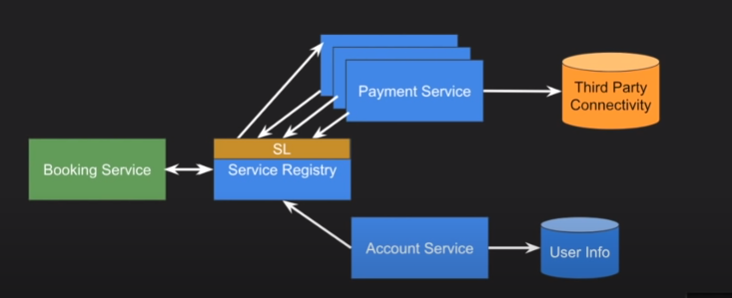 Payment Service
Third Party
Connectivity
SL
Booking Service
Service Registry
Account Service
User Info